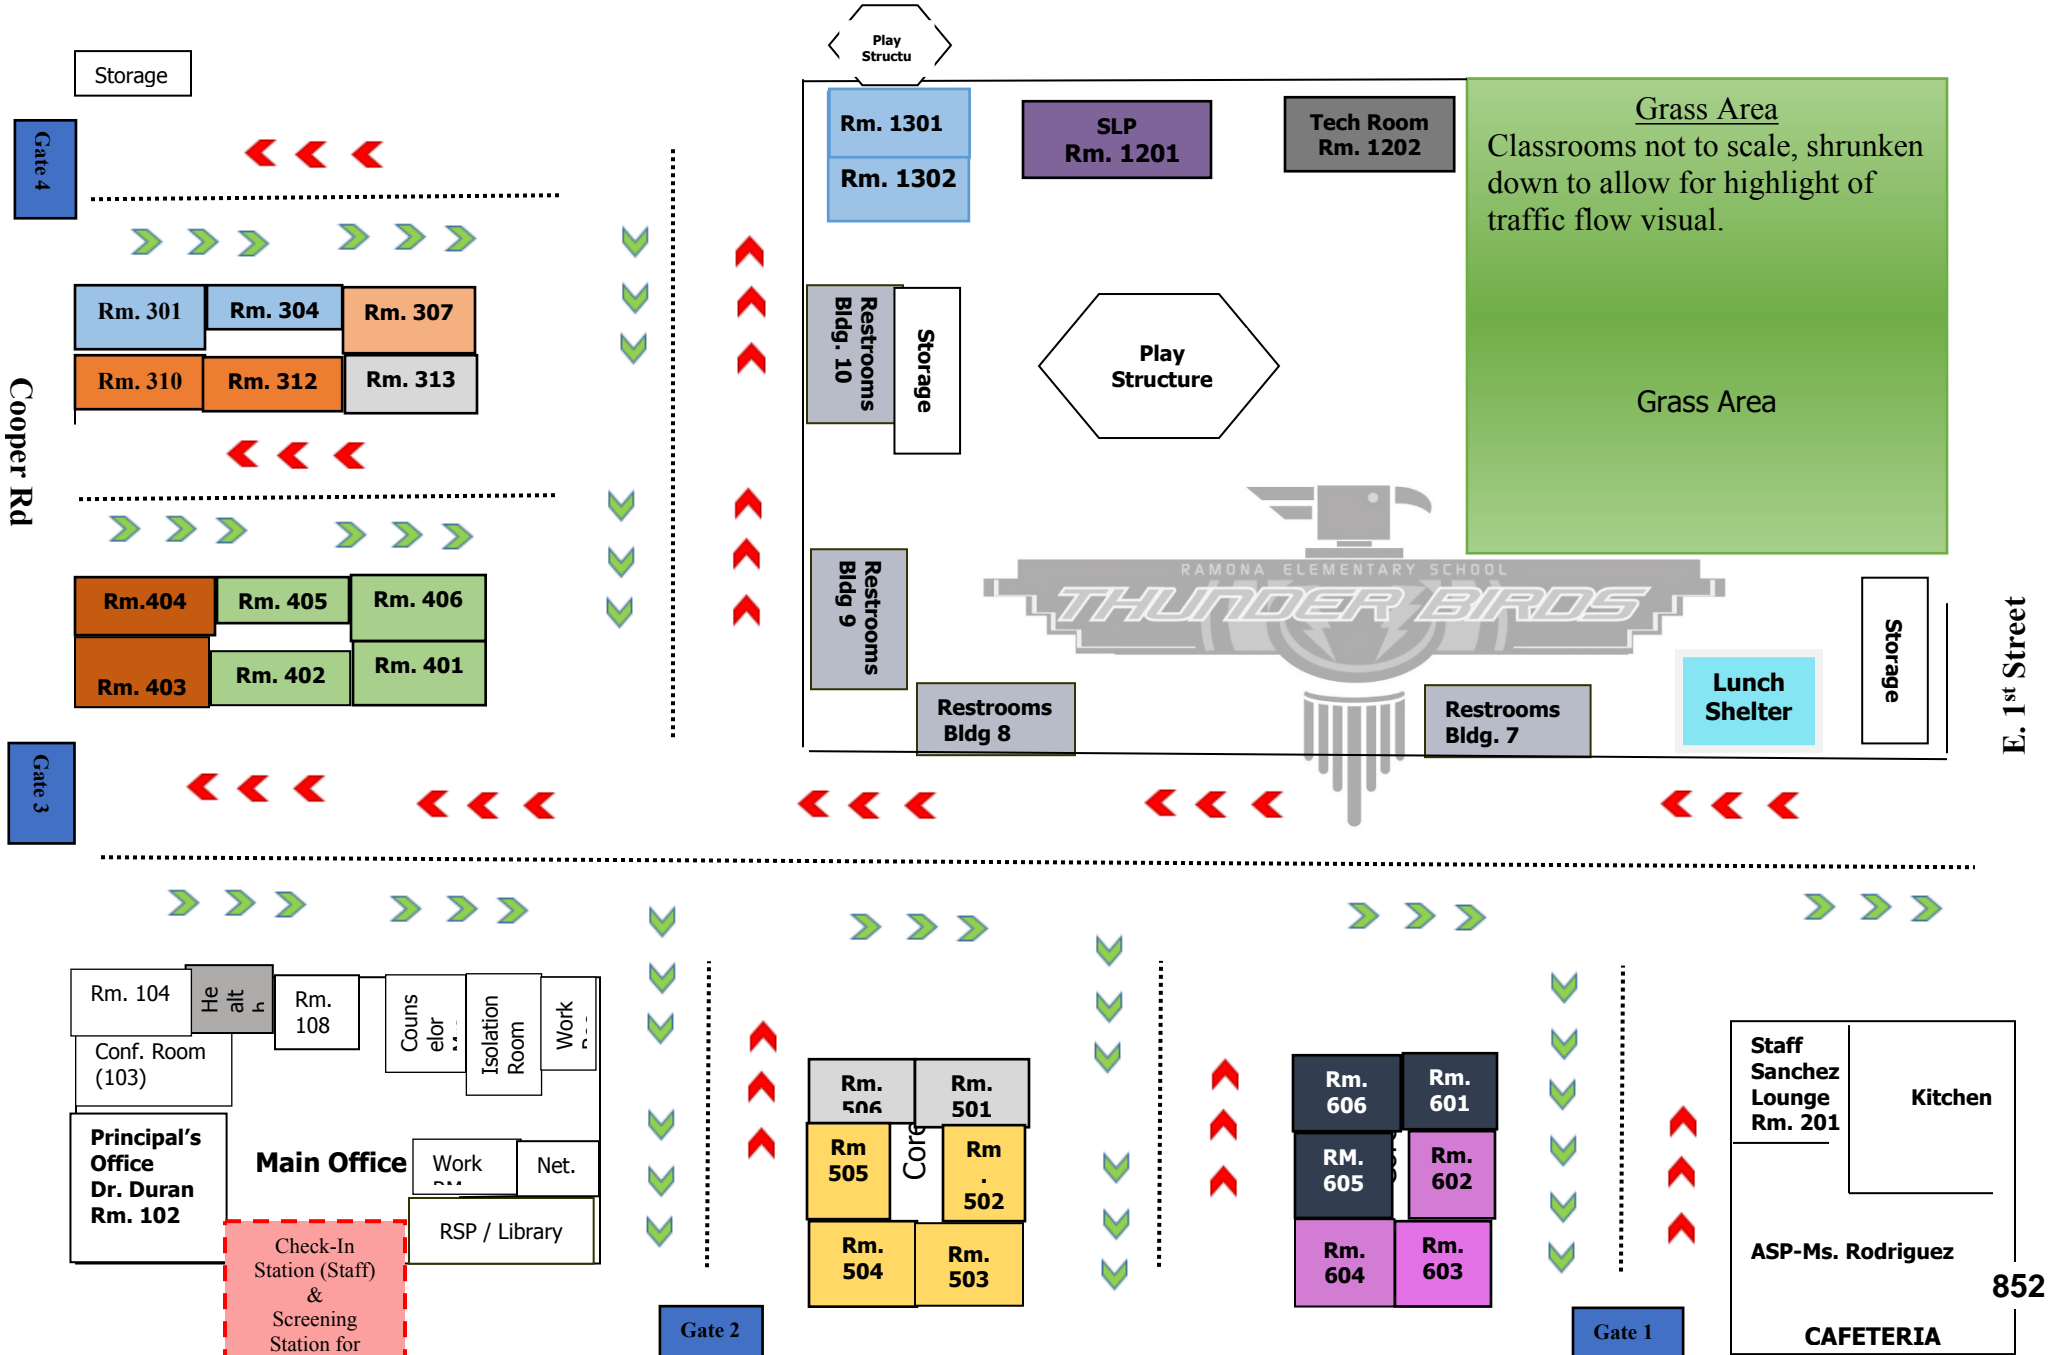 Play
Structu
Storage
Gate 4
Rm. 1301
Rm. 1302
SLP
Rm. 1201
Tech Room
Rm. 1202
Grass Area
Classrooms not to scale, shrunken
down to allow for highlight of
traffic flow visual.
Grass Area
Rm. 301
Rm. 304
Rm. 307
Rm. 310
Rm. 312
Rm. 313
Restrooms
Bldg. 10
Storage
Play
Structure
Cooper Rd
RAMONA ELEMENTARY SCHOOL
THUNDER BIRDS
Rm.404
Rm. 405
Rm. 406
Rm. 403
Rm. 402
Rm. 401
Restrooms
Bldg 9
Restrooms
Bldg 8
Restrooms
Bldg. 7
Lunch
Shelter
Storage
E. 1st Street
Gate 3
Rm. 104
He
alt
Rm.
108
Couns
elor
Isolation
Room
Work
Conf. Room
(103)
Principal's
Office
Dr. Duran
Rm. 102
Main Office
Work
Net.
RSP / Library
Check-In
Station (Staff)
&
Screening
Station for
Rm.
506
Rm.
501
Rm
505
Core
Rm
.
502
Rm.
504
Rm.
503
Rm.
606
Rm.
601
RM.
605
Rm.
602
Rm.
604
Rm.
603
Staff
Sanchez
Lounge
Rm. 201
Kitchen
ASP-Ms. Rodriguez
852
CAFETERIA
Gate 2
Gate 1